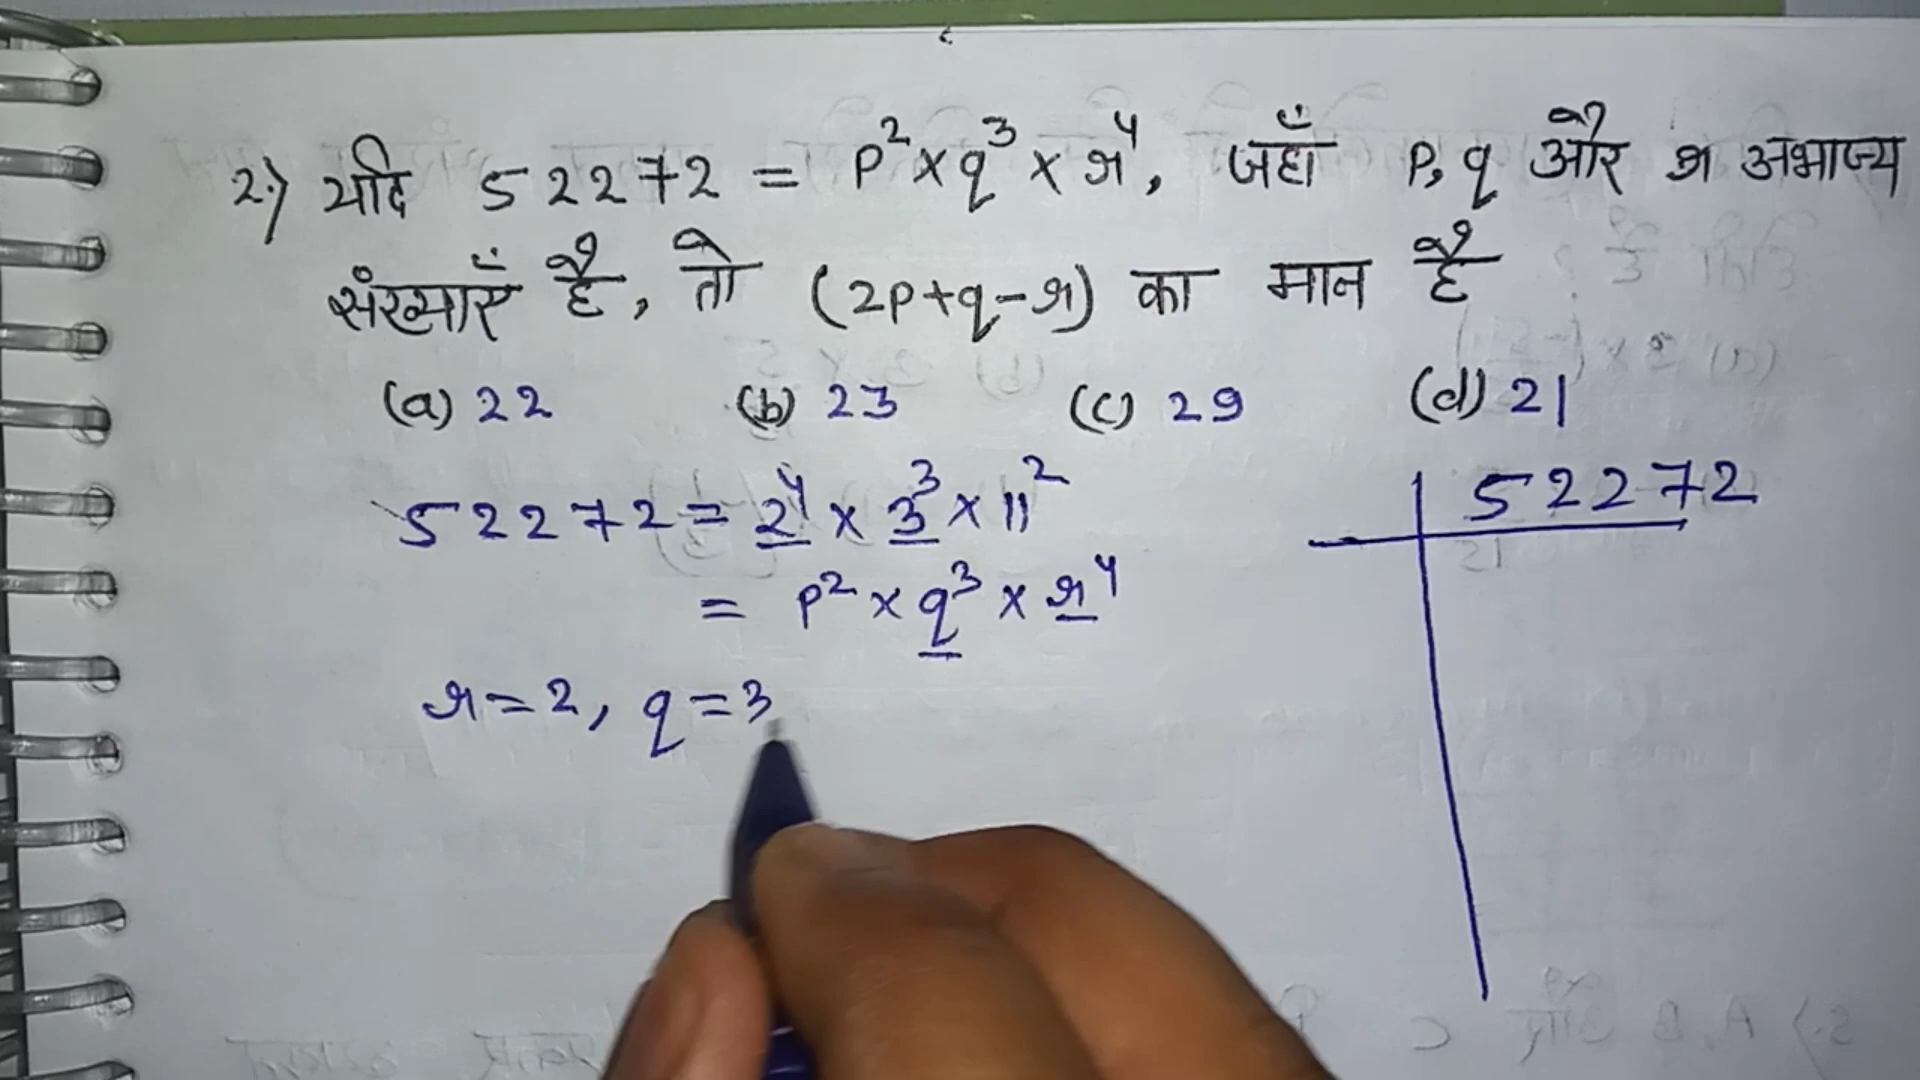 2.) यदि 52272 = p² × q³ × r⁴, जहाँ p, q और r अभाज्य
संख्याएँ है, तो (2p+q-r) का मान है
(a) 22 (b) 23 (c) 29 (d) 21
52272 = 2⁴ × 3³ × 11²
52272
= p² × q³ × r⁴
r=2, q=3